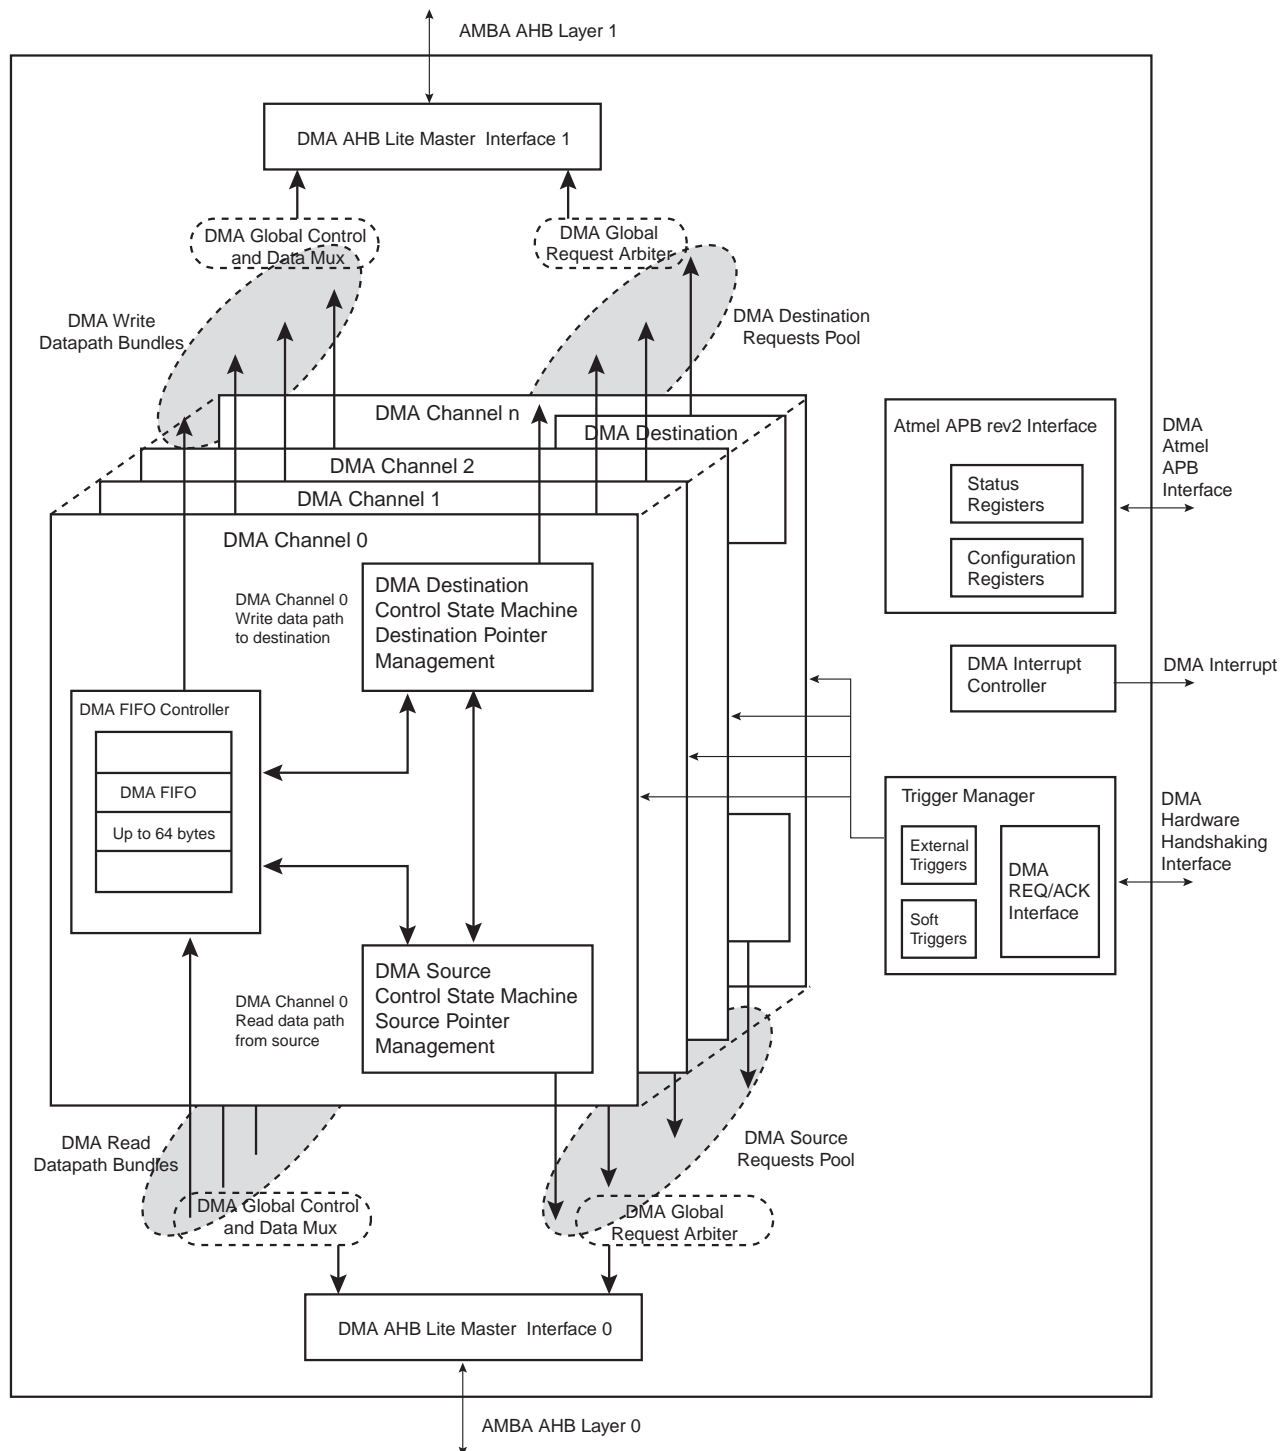 AMBA AHB Layer 1
DMA AHB Lite Master Interface 1
DMA Global Control
and Data Mux
DMA Global
Request Arbiter
DMA Write
Datapath Bundles
DMA Destination
Requests Pool
DMA Channel n
DMA Destination
DMA Channel 2
DMA Channel 1
DMA Channel 0
DMA Destination
Control State Machine
Destination Pointer
Management
DMA Channel 0
Write data path
to destination
DMA FIFO Controller
DMA FIFO
Up to 64 bytes
DMA Source
Control State Machine
Source Pointer
Management
DMA Channel 0
Read data path
from source
Atmel APB rev2 Interface
Status
Registers
Configuration
Registers
DMA
Atmel
APB
Interface
DMA Interrupt
Controller
DMA Interrupt
Trigger Manager
External
Triggers
Soft
Triggers
DMA
REQ/ACK
Interface
DMA
Hardware
Handshaking
Interface
DMA Read
Datapath Bundles
DMA Source
Requests Pool
DMA Global Control
and Data Mux
DMA Global
Request Arbiter
DMA AHB Lite Master Interface 0
AMBA AHB Layer 0